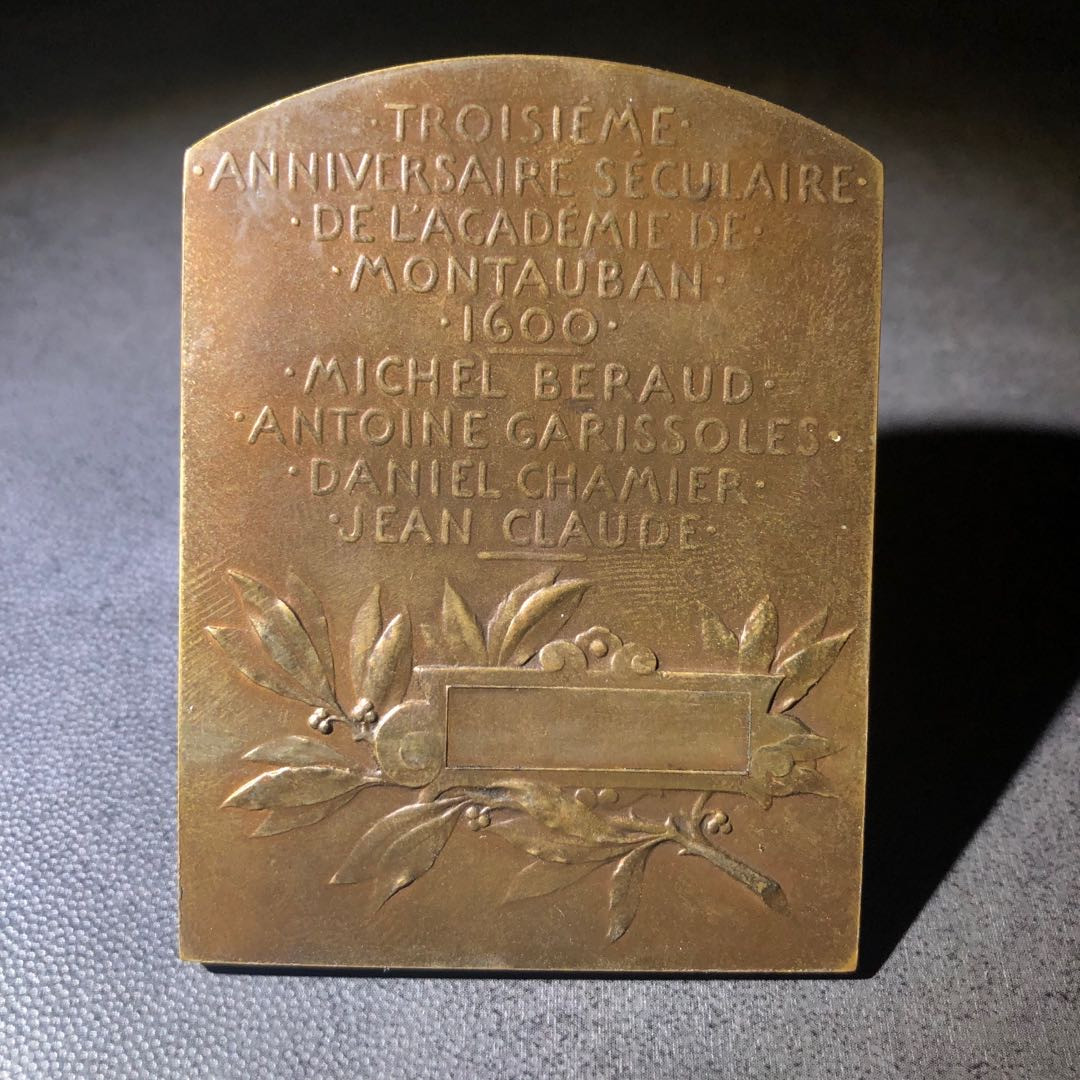 ·TROISIÉME·
·ANNIVERSAIRE SÉCULAIRE·
·DE L'ACADÉMIE DE·
·MONTAUBAN·
·1600·
·MICHEL BERAUD·
·ANTOINE GARISSOLES·
·DANIEL CHAMIER·
·JEAN CLAUDE·